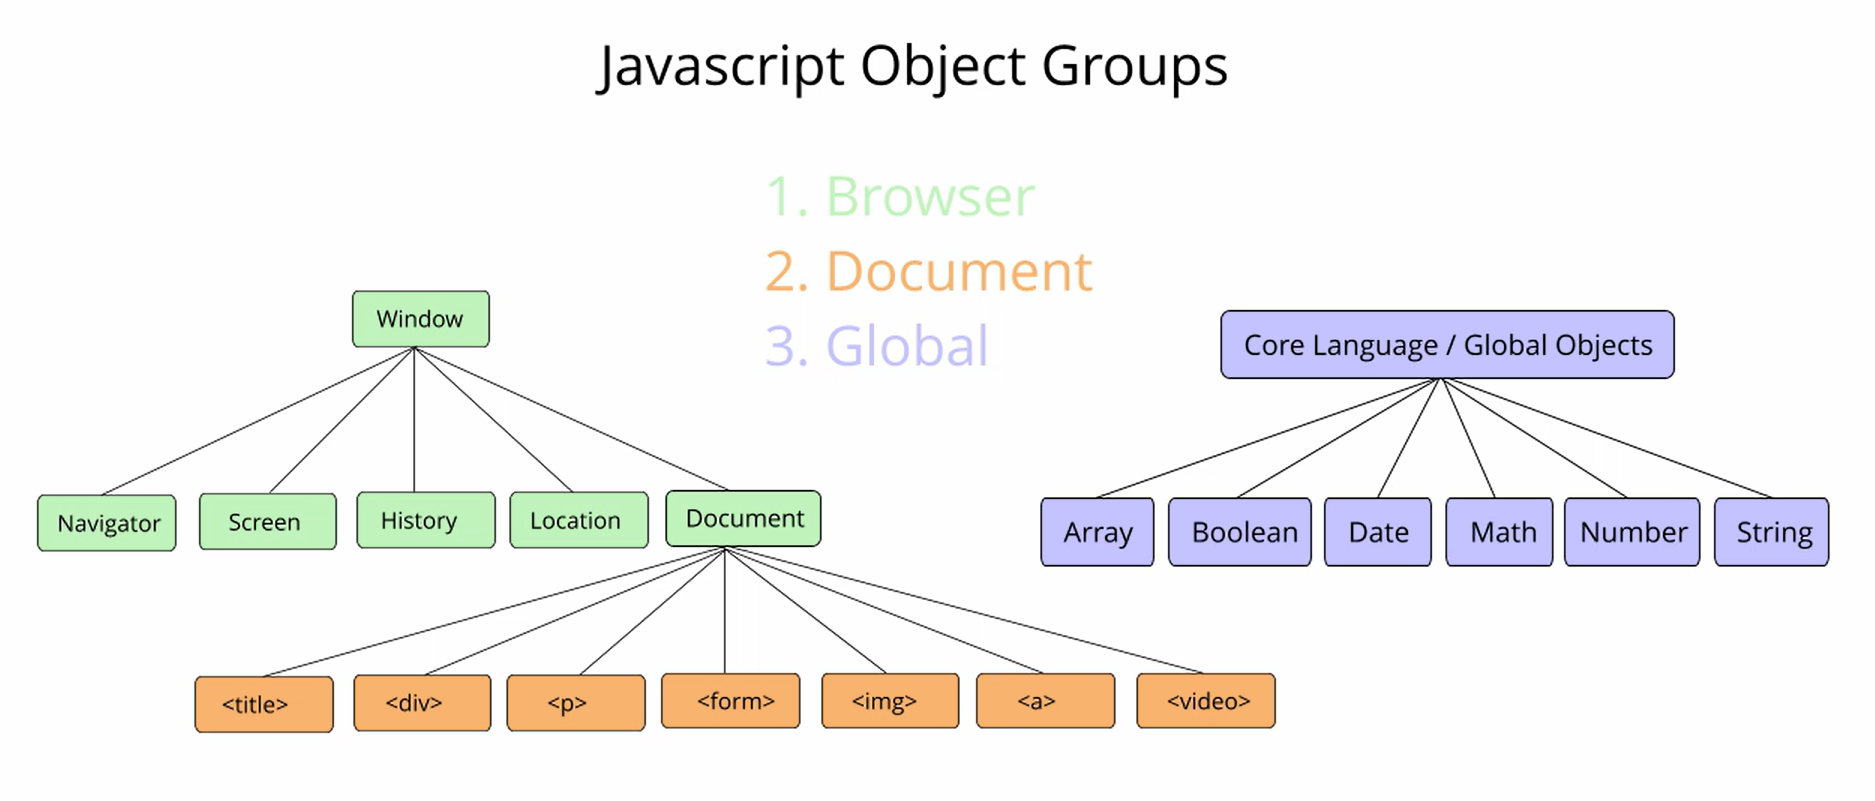 Javascript Object Groups
1. Browser
2. Document
3. Global
Window
Core Language / Global Objects
Navigator
Screen
History
Location
Document
Array
Boolean
Date
Math
Number
String
<title>
<div>
<p>
<form>
<img>
<a>
<video>